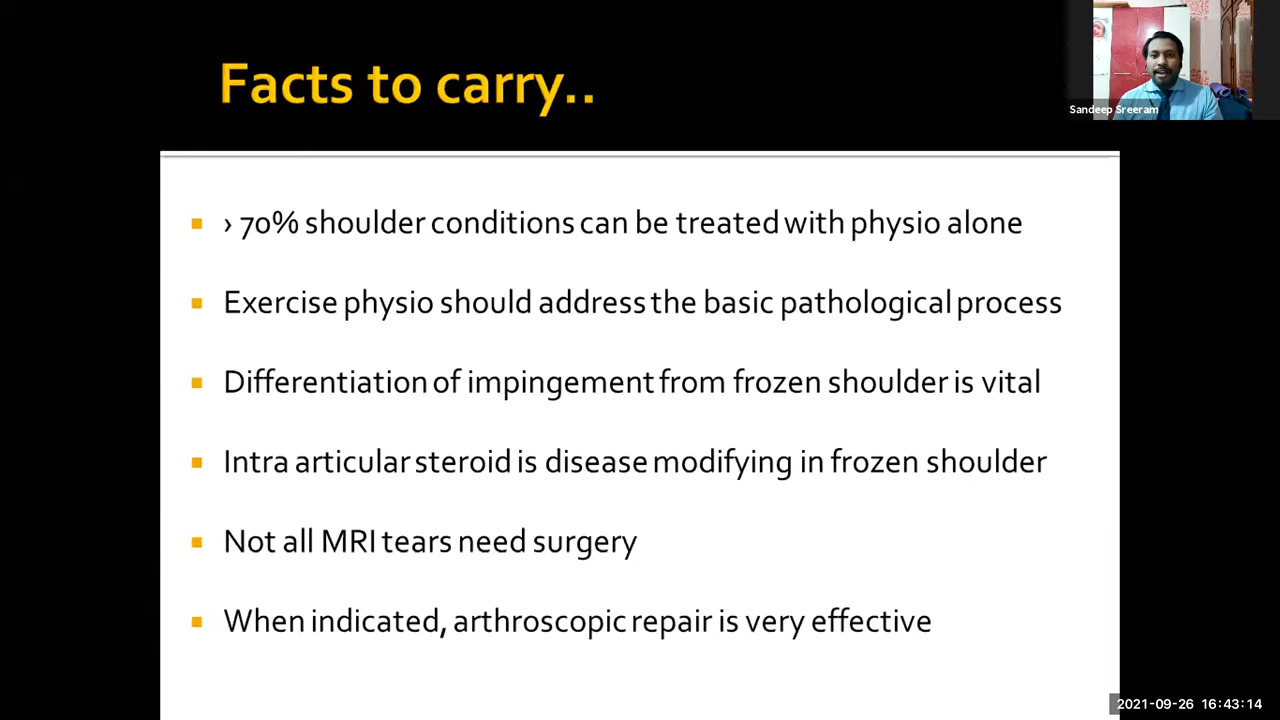 Facts to carry..
Sandeep Sreeram
› 70% shoulder conditions can be treated with physio alone
Exercise physio should address the basic pathological process
Differentiation of impingement from frozen shoulder is vital
Intra articular steroid is disease modifying in frozen shoulder
Not all MRI tears need surgery
When indicated, arthroscopic repair is very effective
2021-09-26 16:43:14